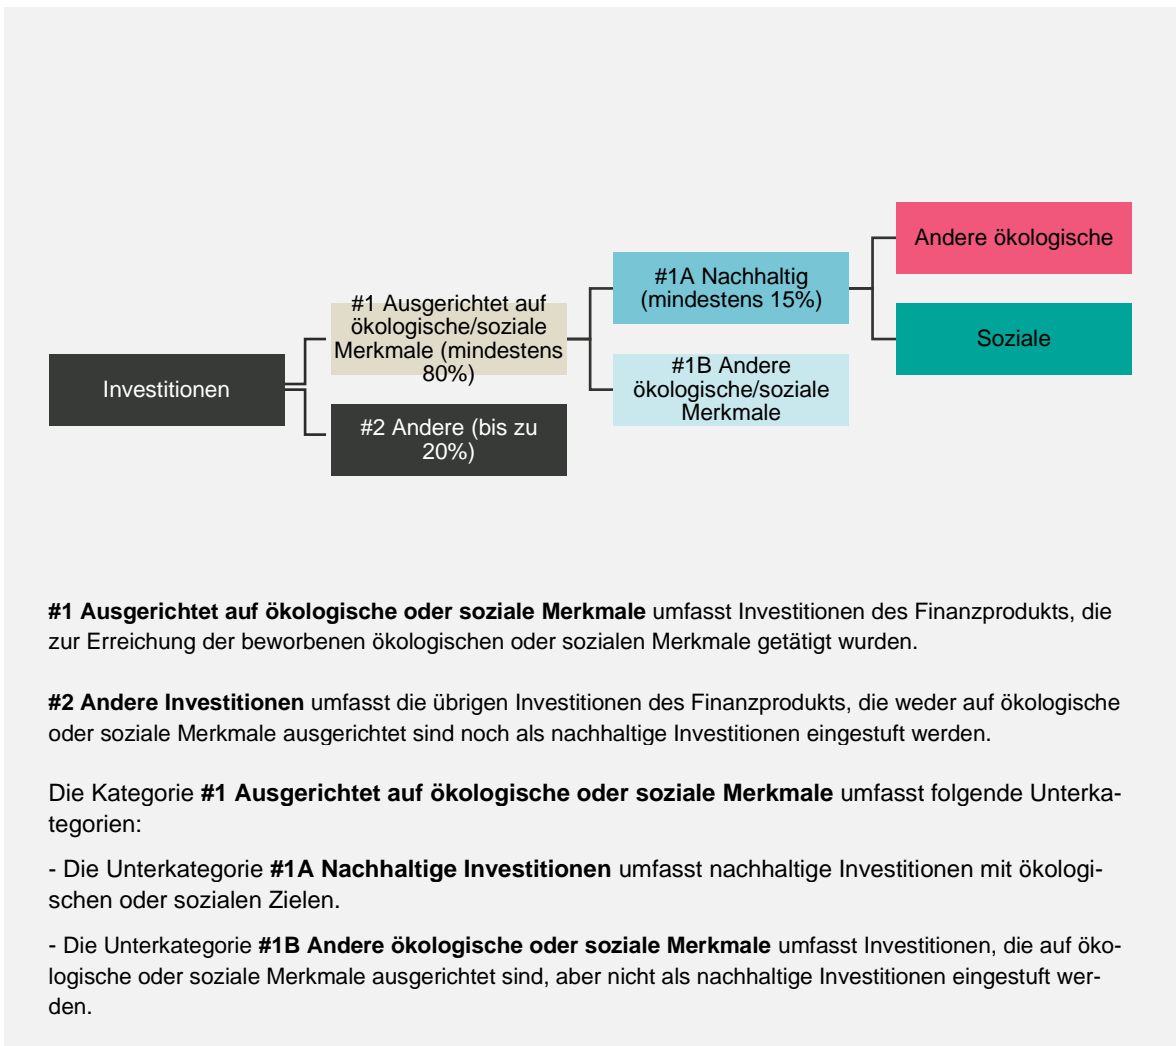 Andere ökologische
#1A Nachhaltig
(mindestens 15%)
#1 Ausgerichtet auf
ökologische/soziale
Merkmale (mindestens
80%)
Soziale
#1B Andere
ökologische/soziale
Merkmale
Investitionen
#2 Andere (bis zu
20%)
#1 Ausgerichtet auf ökologische oder soziale Merkmale umfasst Investitionen des Finanzprodukts, die
zur Erreichung der beworbenen ökologischen oder sozialen Merkmale getätigt wurden.
#2 Andere Investitionen umfasst die übrigen Investitionen des Finanzprodukts, die weder auf ökologische
oder soziale Merkmale ausgerichtet sind noch als nachhaltige Investitionen eingestuft werden.
Die Kategorie #1 Ausgerichtet auf ökologische oder soziale Merkmale umfasst folgende Unterka-
tegorien:
- Die Unterkategorie #1A Nachhaltige Investitionen umfasst nachhaltige Investitionen mit ökologi-
schen oder sozialen Zielen.
- Die Unterkategorie #1B Andere ökologische oder soziale Merkmale umfasst Investitionen, die auf öko-
logische oder soziale Merkmale ausgerichtet sind, aber nicht als nachhaltige Investitionen eingestuft wer-
den.